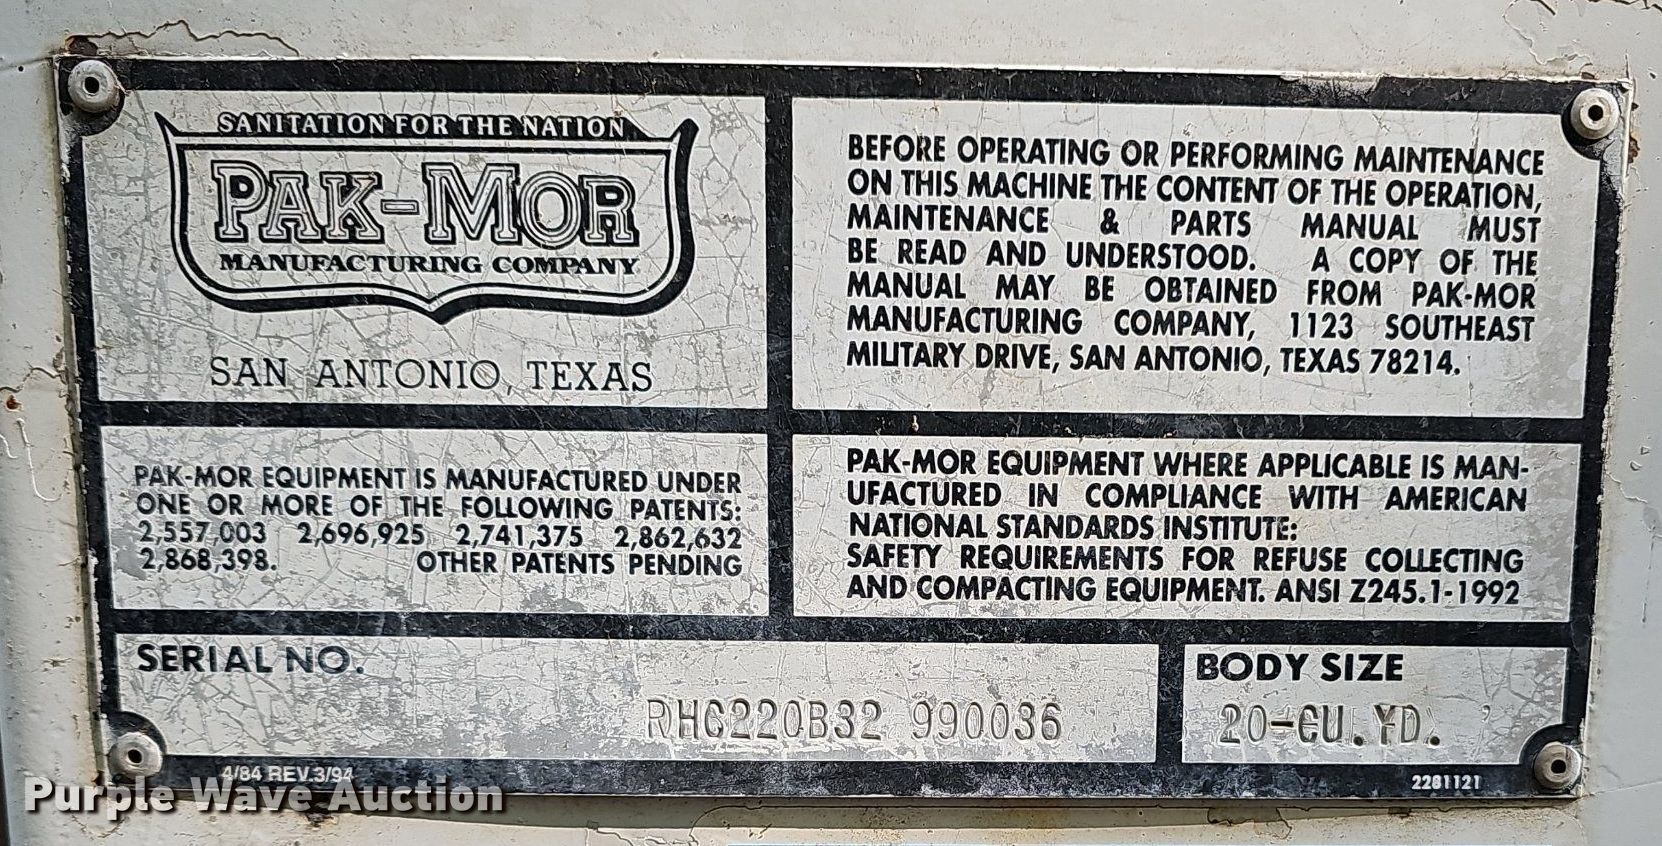 SANITATION FOR THE NATION
PAK-MOR
MANUFACTURING COMPANY
SAN ANTONIO, TEXAS
BEFORE OPERATING OR PERFORMING MAINTENANCE
ON THIS MACHINE THE CONTENT OF THE OPERATION,
MAINTENANCE & PARTS MANUAL MUST
BE READ AND UNDERSTOOD. A COPY OF THE
MANUAL MAY BE OBTAINED FROM PAK-MOR
MANUFACTURING COMPANY, 1123 SOUTHEAST
MILITARY DRIVE, SAN ANTONIO, TEXAS 78214.
PAK-MOR EQUIPMENT IS MANUFACTURED UNDER
ONE OR MORE OF THE FOLLOWING PATENTS:
2,557,003 2,696,925 2,741,375 2,862,632
2,868,398. OTHER PATENTS PENDING
PAK-MOR EQUIPMENT WHERE APPLICABLE IS MAN-
UFACTURED IN COMPLIANCE WITH AMERICAN
NATIONAL STANDARDS INSTITUTE:
SAFETY REQUIREMENTS FOR REFUSE COLLECTING
AND COMPACTING EQUIPMENT. ANSI Z245.1-1992
SERIAL NO.
RHC220B32 990036
BODY SIZE
20-CU.YD.
4/84 REV.3/94
2281121
Purple Wave Auction